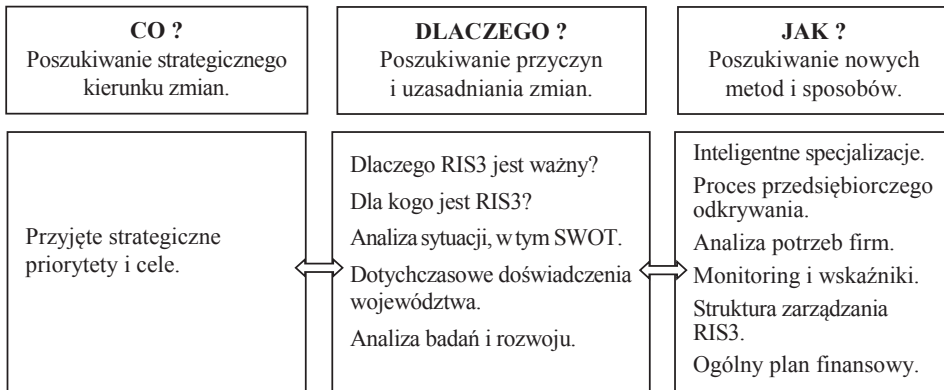 CO ?
Poszukiwanie strategicznego
kierunku zmian.
DLACZEGO ?
Poszukiwanie przyczyn
i uzasadniania zmian.
JAK ?
Poszukiwanie nowych
metod i sposobów.
Przyjęte strategiczne
priorytety i cele.
Dlaczego RIS3 jest ważny?
Dla kogo jest RIS3?
Analiza sytuacji, w tym SWOT.
Dotychczasowe doświadczenia
województwa.
Analiza badań i rozwoju.
Inteligentne specjalizacje.
Proces przedsiębiorczego
odkrywania.
Analiza potrzeb firm.
Monitoring i wskaźniki.
Struktura zarządzania
RIS3.
Ogólny plan finansowy.